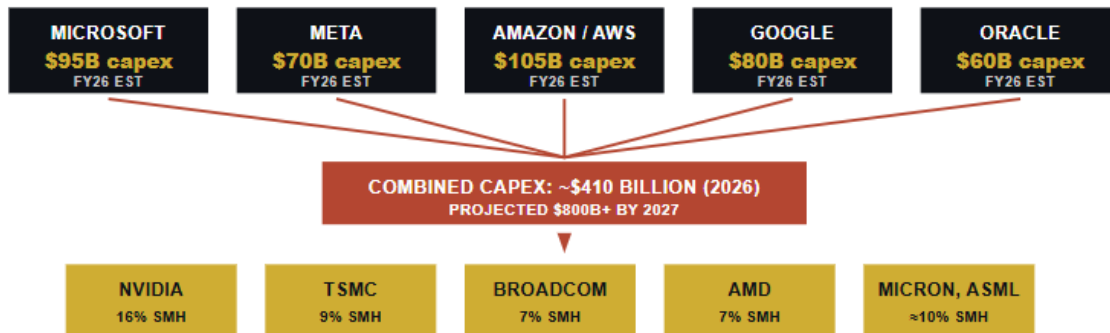 MICROSOFT
$95B capex
FY26 EST
META
$70B capex
FY26 EST
AMAZON / AWS
$105B capex
FY26 EST
GOOGLE
$80B capex
FY26 EST
ORACLE
$60B capex
FY26 EST
COMBINED CAPEX: ~$410 BILLION (2026)
PROJECTED $800B+ BY 2027
NVIDIA
16% SMH
TSMC
9% SMH
BROADCOM
7% SMH
AMD
7% SMH
MICRON, ASML
≈10% SMH